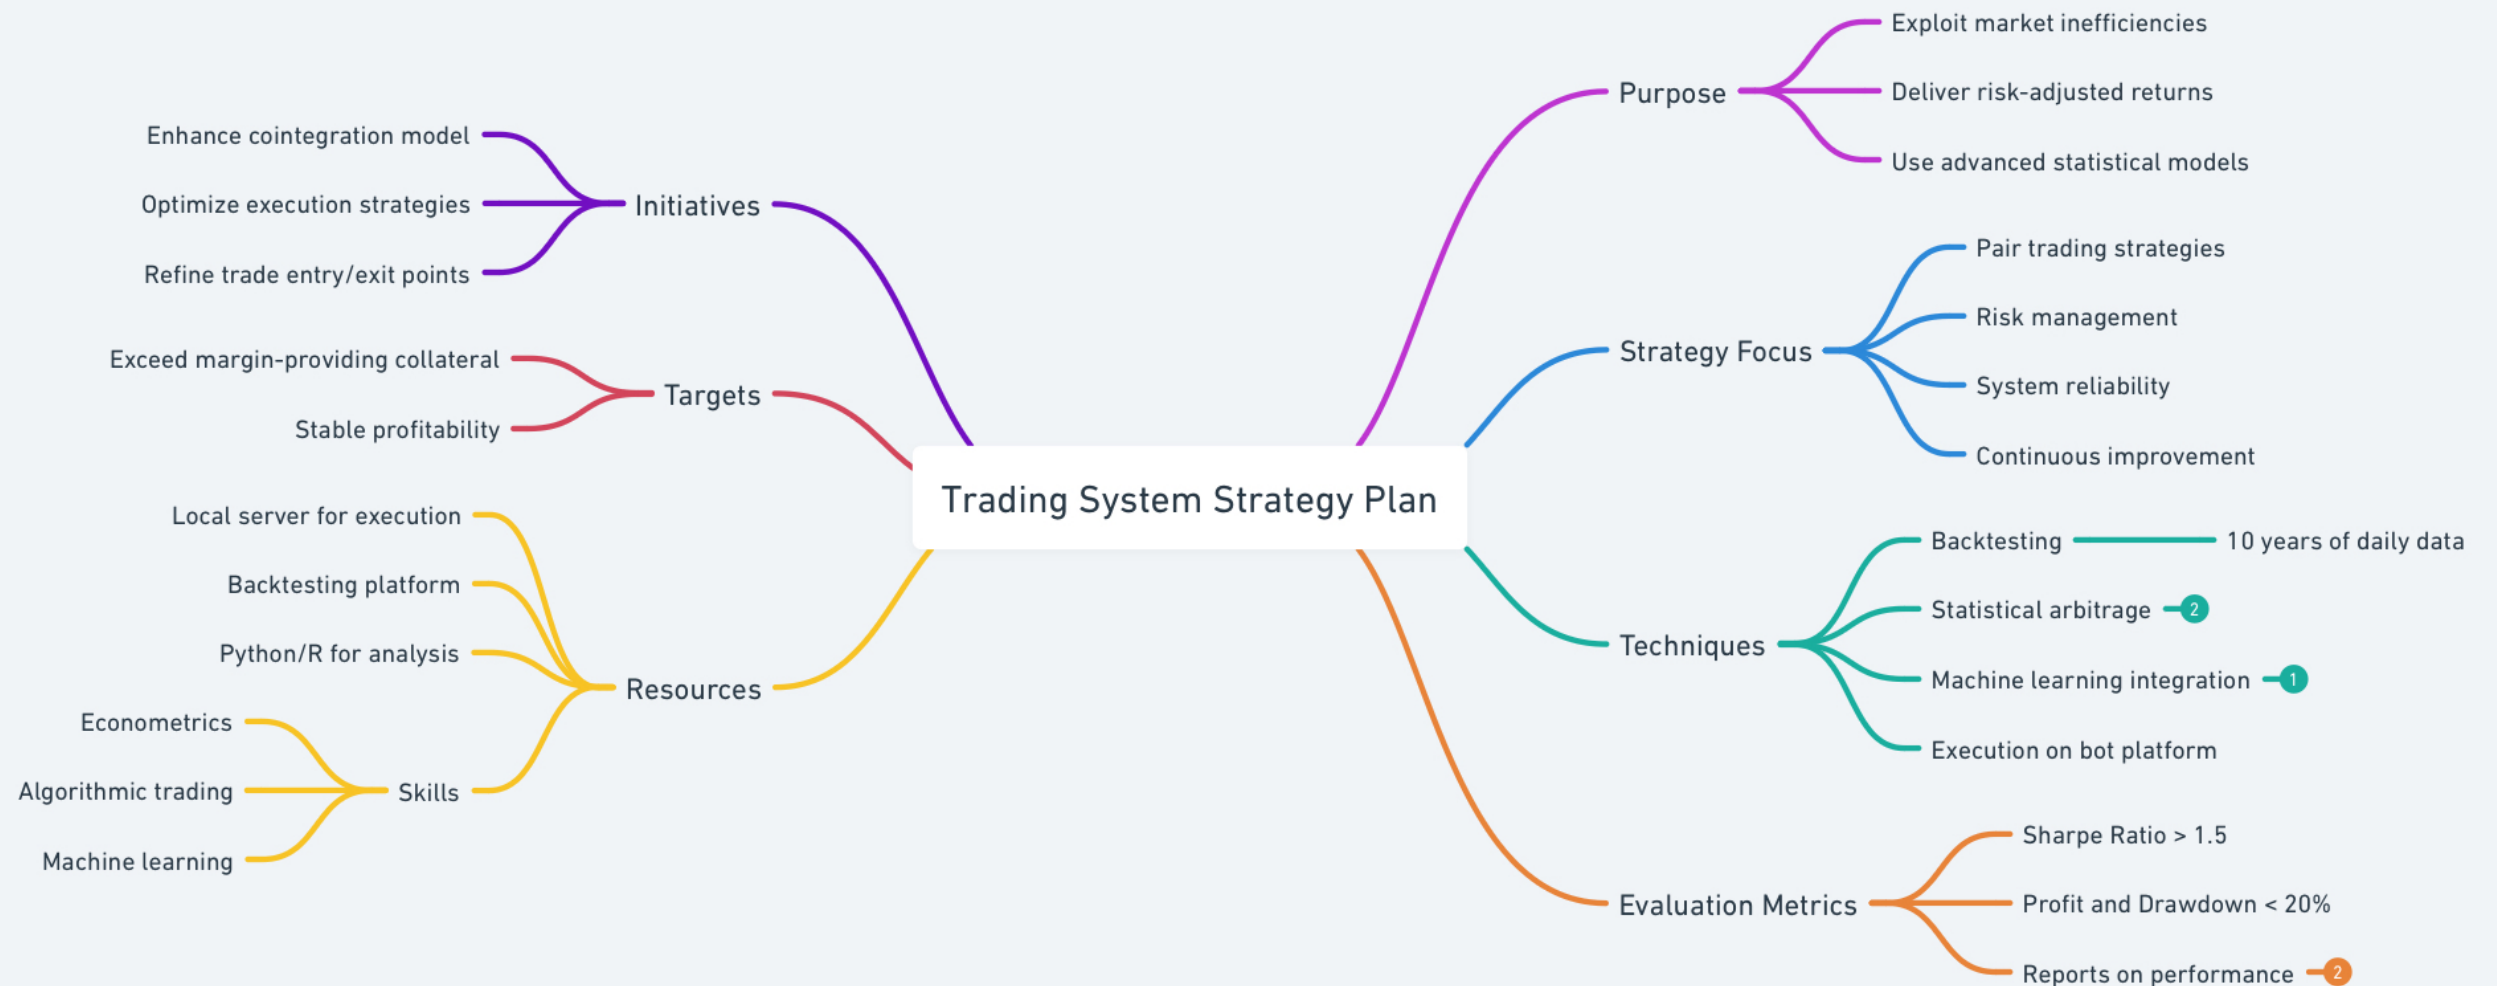 Trading System Strategy Plan
Purpose
Exploit market inefficiencies
Deliver risk-adjusted returns
Use advanced statistical models
Strategy Focus
Pair trading strategies
Risk management
System reliability
Continuous improvement
Techniques
Backtesting
10 years of daily data
Statistical arbitrage
2
Machine learning integration
1
Execution on bot platform
Evaluation Metrics
Sharpe Ratio > 1.5
Profit and Drawdown < 20%
Reports on performance
2
Initiatives
Enhance cointegration model
Optimize execution strategies
Refine trade entry/exit points
Targets
Exceed margin-providing collateral
Stable profitability
Resources
Local server for execution
Backtesting platform
Python/R for analysis
Skills
Econometrics
Algorithmic trading
Machine learning